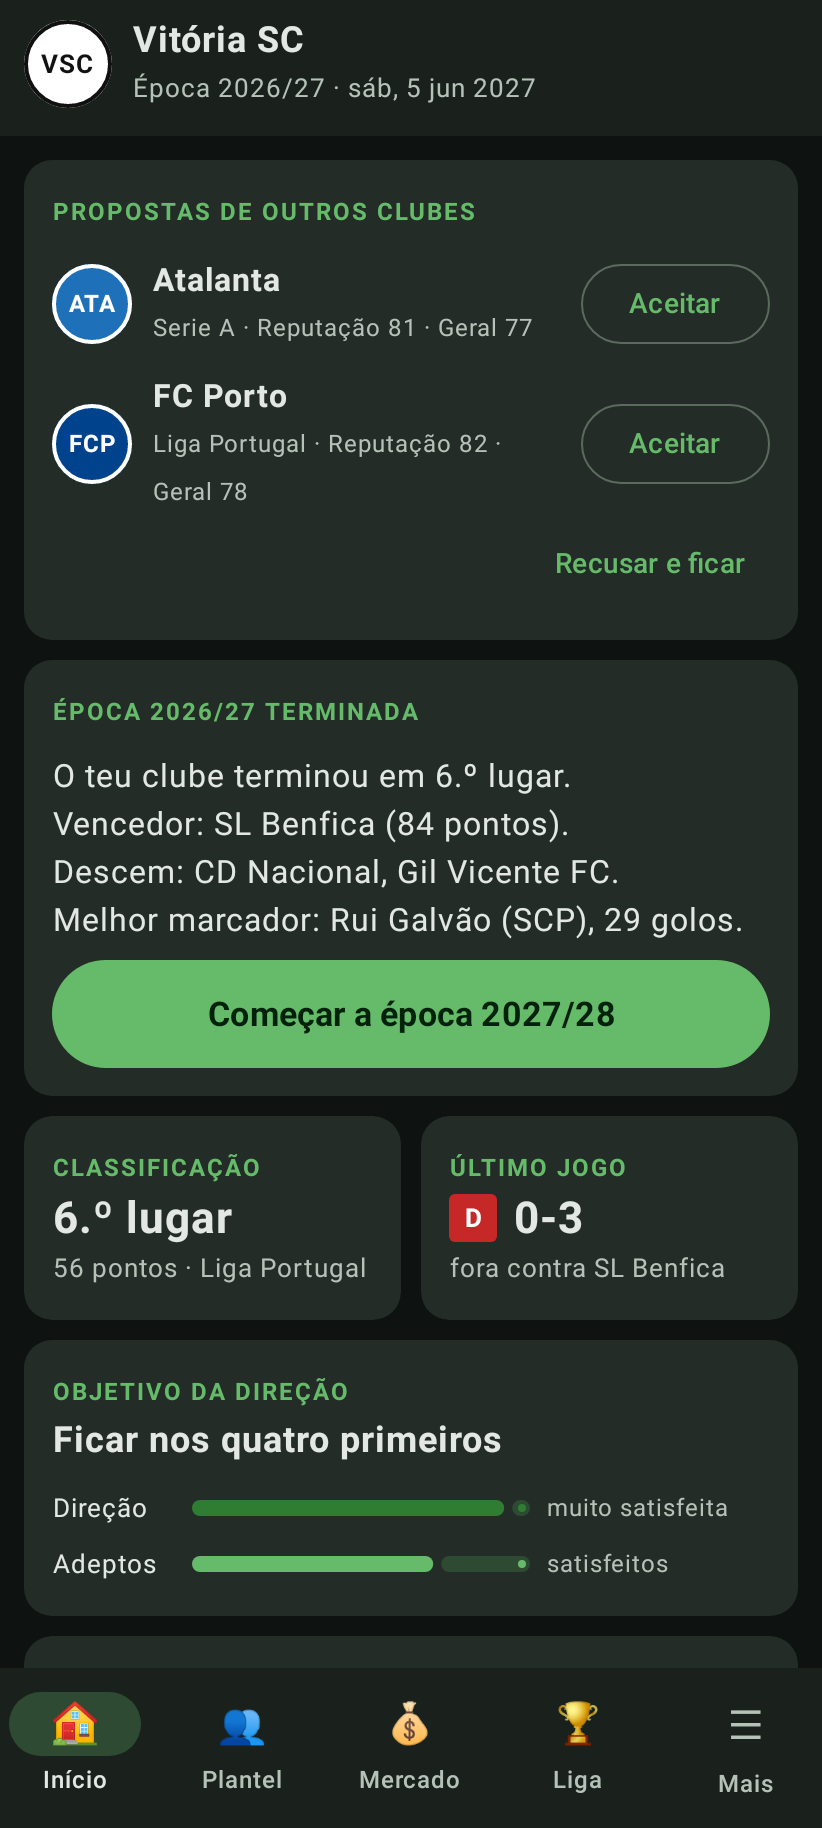 VSC
Vitória SC
Época 2026/27 · sáb, 5 jun 2027
PROPOSTAS DE OUTROS CLUBES
ATA
Atalanta
Serie A · Reputação 81 · Geral 77
Aceitar
FCP
FC Porto
Liga Portugal · Reputação 82 ·
Geral 78
Aceitar
Recusar e ficar
ÉPOCA 2026/27 TERMINADA
O teu clube terminou em 6.º lugar.
Vencedor: SL Benfica (84 pontos).
Descem: CD Nacional, Gil Vicente FC.
Melhor marcador: Rui Galvão (SCP), 29 golos.
Começar a época 2027/28
CLASSIFICAÇÃO
6.º lugar
56 pontos · Liga Portugal
ÚLTIMO JOGO
D 0-3
fora contra SL Benfica
OBJETIVO DA DIREÇÃO
Ficar nos quatro primeiros
Direção muito satisfeita
Adeptos satisfeitos
Início
Plantel
Mercado
Liga
Mais